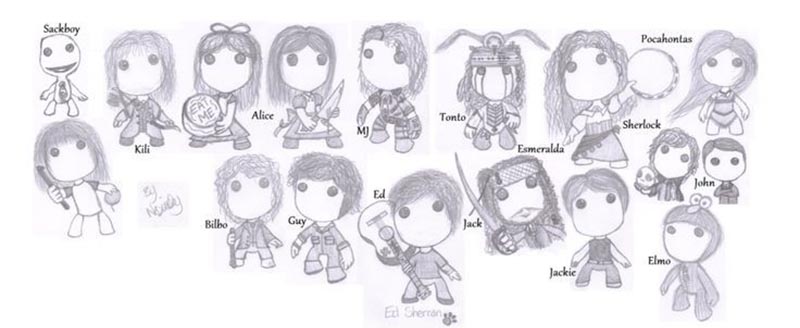 Sackboy
Kili
EAT
ME
Alice
MJ
Tonto
Esmeralda
Pocahontas
Sherlock
John
By
Bilbo
Guy
Ed
Jack
Jackie
Elmo
Ed Sherran